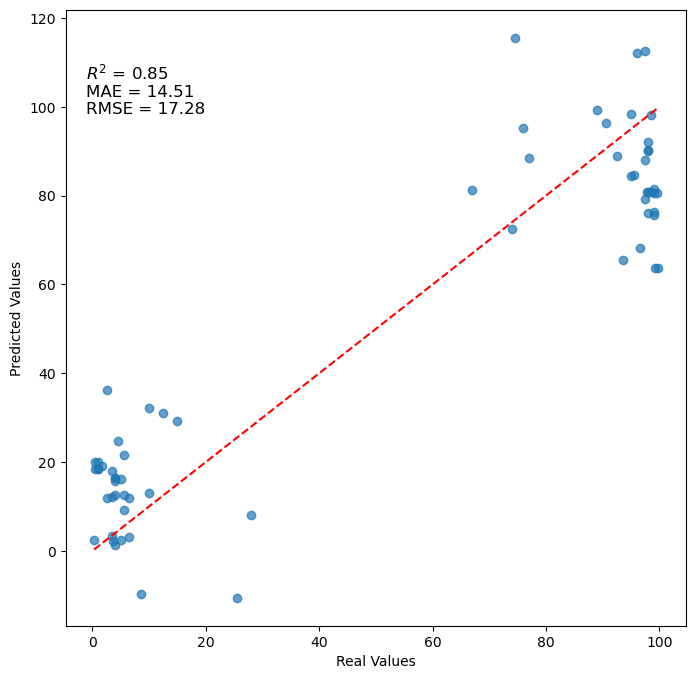 120
100
80
60
40
20
0
Predicted Values
R² = 0.85
MAE = 14.51
RMSE = 17.28
0 20 40 60 80 100
Real Values